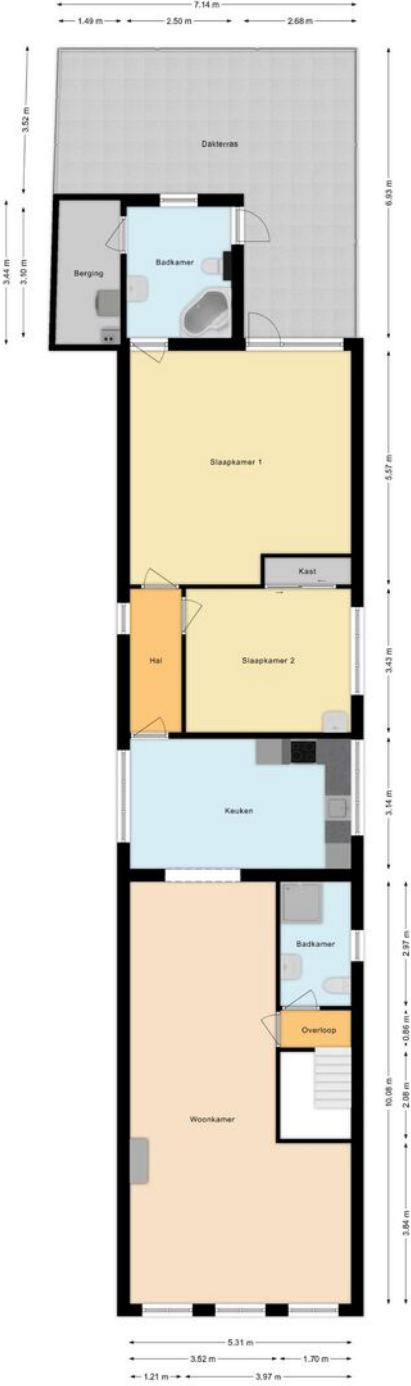 7.14 m
1.49 m
2.50 m
2.68 m
3.52 m
6.93 m
Dakterras
3.44 m
3.10 m
Berging
Badkamer
Slaapkamer 1
5.57 m
Kast
Hal
Slaapkamer 2
3.43 m
Keuken
3.14 m
Badkamer
2.97 m
Overloop
0.86 m
10.08 m
2.08 m
Woonkamer
3.84 m
5.31 m
3.52 m
1.70 m
1.21 m
3.97 m